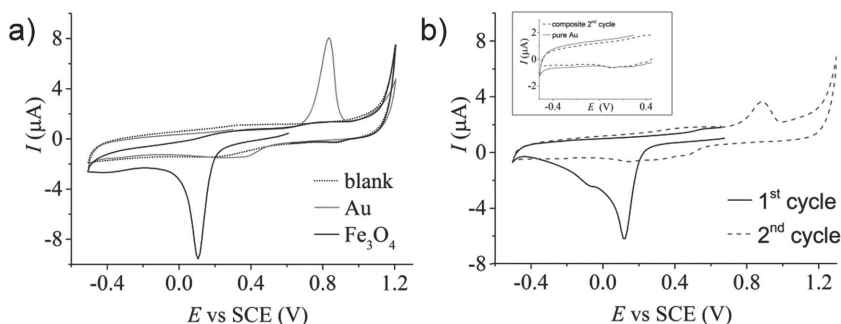 a)
8
4
0
-4
-8
I (µA)
-0.4 0.0 0.4 0.8 1.2
E vs SCE (V)
blank
Au
Fe₃O₄
b)
8
4
0
-4
-8
I (µA)
-0.4 0.0 0.4 0.8 1.2
E vs SCE (V)
1st cycle
2nd cycle
composite 2nd cycle
pure Au
2
0
-2
I (µA)
-0.4 0.0 0.4
E (V)